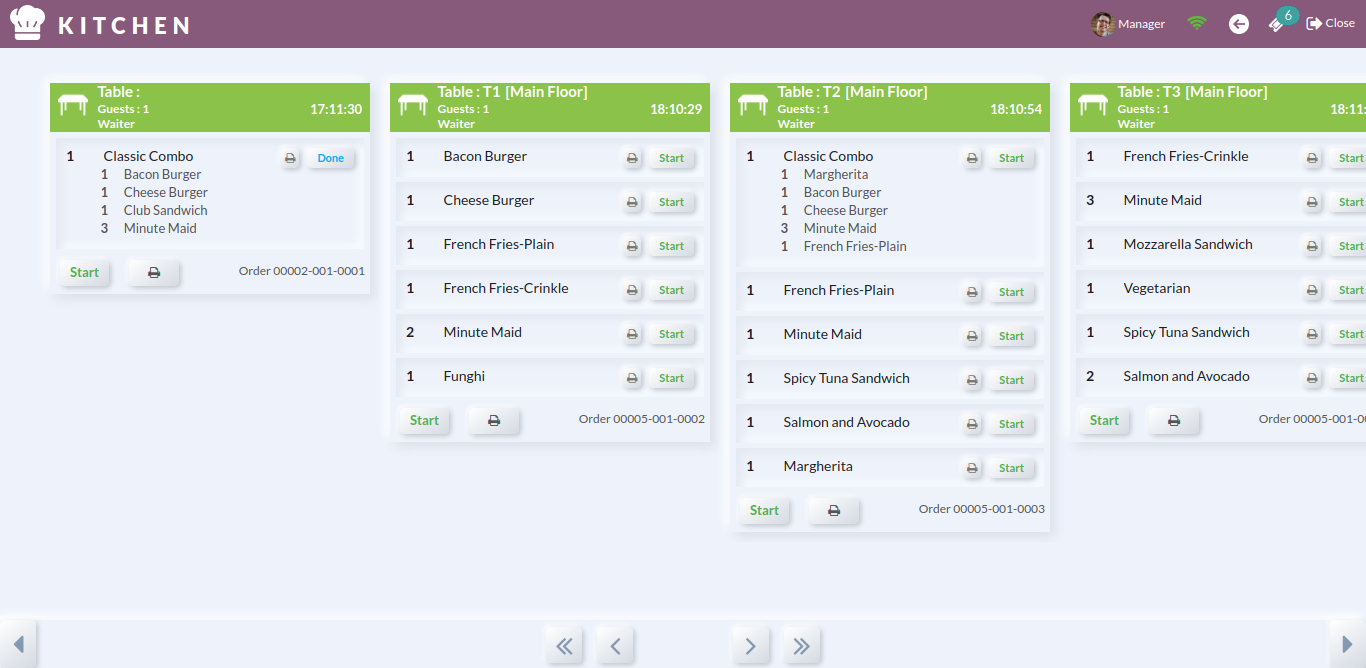 KITCHEN
Manager
6
Close
Table :
Guests : 1
17:11:30
Waiter
1 Classic Combo Done
1 Bacon Burger
1 Cheese Burger
1 Club Sandwich
3 Minute Maid
Start Order 00002-001-0001
Table : T1 [Main Floor]
Guests : 1
18:10:29
Waiter
1 Bacon Burger Start
1 Cheese Burger Start
1 French Fries-Plain Start
1 French Fries-Crinkle Start
2 Minute Maid Start
1 Funghi Start
Start Order 00005-001-0002
Table : T2 [Main Floor]
Guests : 1
18:10:54
Waiter
1 Classic Combo Start
1 Margherita
1 Bacon Burger
1 Cheese Burger
3 Minute Maid
1 French Fries-Plain
1 French Fries-Plain Start
1 Minute Maid Start
1 Spicy Tuna Sandwich Start
1 Salmon and Avocado Start
1 Margherita Start
Start Order 00005-001-0003
Table : T3 [Main Floor]
Guests : 1
18:11:
Waiter
1 French Fries-Crinkle Start
3 Minute Maid Start
1 Mozzarella Sandwich Start
1 Vegetarian Start
1 Spicy Tuna Sandwich Start
2 Salmon and Avocado Start
Start Order 00005-001-00